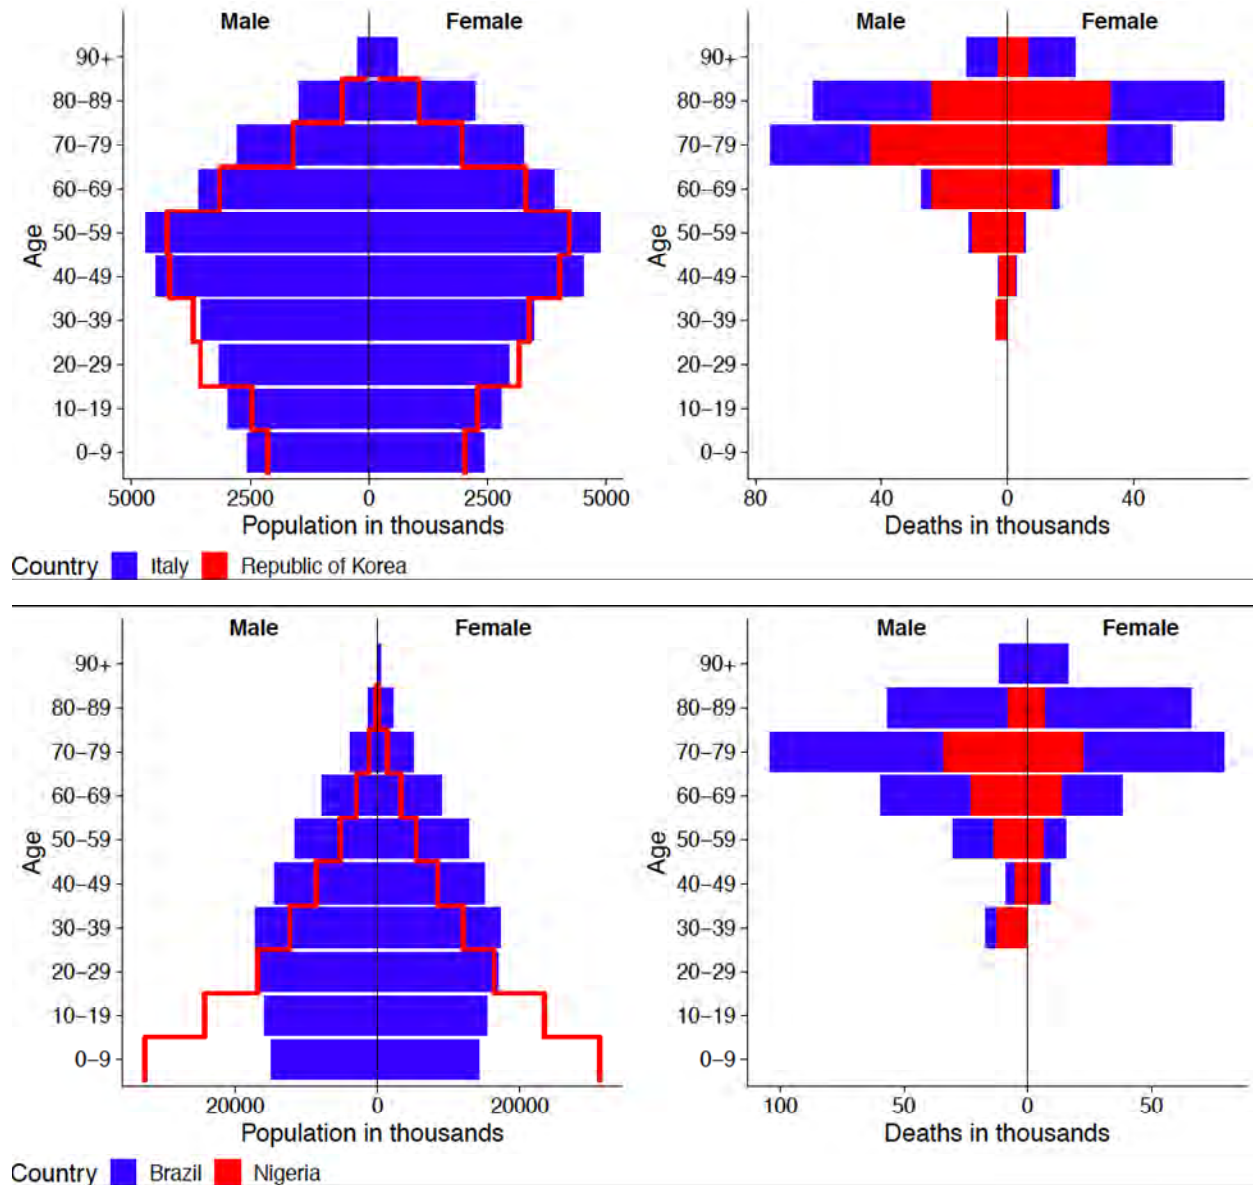 Male Female
90+
80–89
70–79
60–69
50–59
40–49
30–39
20–29
10–19
0–9
Age
5000 2500 0 2500 5000
Population in thousands
Male Female
90+
80–89
70–79
60–69
50–59
40–49
30–39
20–29
10–19
0–9
Age
80 40 0 40
Deaths in thousands
Country Italy Republic of Korea
Male Female
90+
80–89
70–79
60–69
50–59
40–49
30–39
20–29
10–19
0–9
Age
20000 0 20000
Population in thousands
Male Female
90+
80–89
70–79
60–69
50–59
40–49
30–39
20–29
10–19
0–9
Age
100 50 0 50
Deaths in thousands
Country Brazil Nigeria